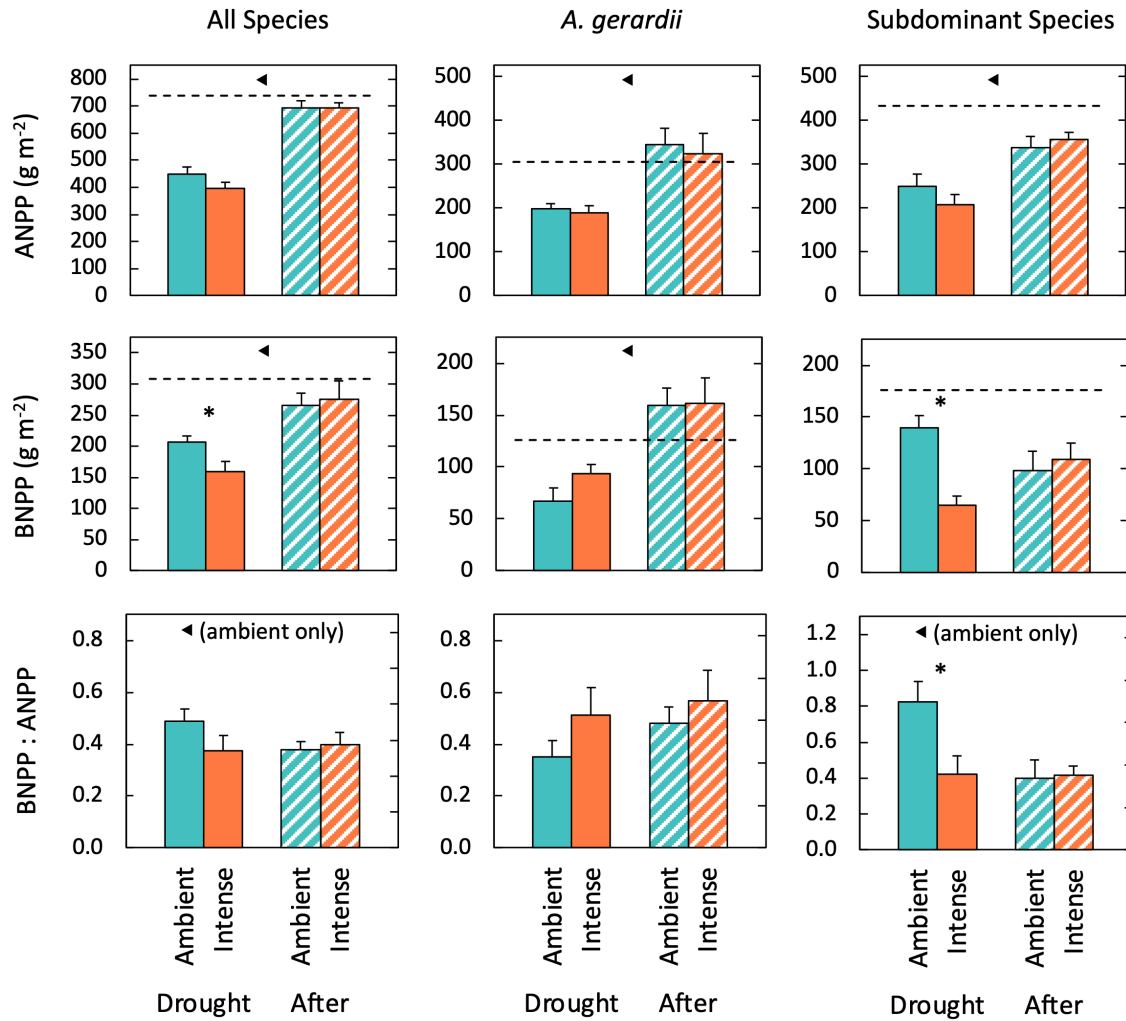 All Species
A. gerardii
Subdominant Species
ANPP (g m⁻²)
800
700
600
500
400
300
200
100
0
◄
500
400
300
200
100
0
◄
500
400
300
200
100
0
◄
BNPP (g m⁻²)
350
300
250
200
150
100
50
0
◄
*
200
150
100
50
0
◄
200
150
100
50
0
*
BNPP : ANPP
0.8
0.6
0.4
0.2
0.0
◄ (ambient only)
0.8
0.6
0.4
0.2
0.0
1.2
1.0
0.8
0.6
0.4
0.2
0.0
◄ (ambient only)
*
Ambient
Intense
Ambient
Intense
Ambient
Intense
Ambient
Intense
Ambient
Intense
Ambient
Intense
Drought
After
Drought
After
Drought
After